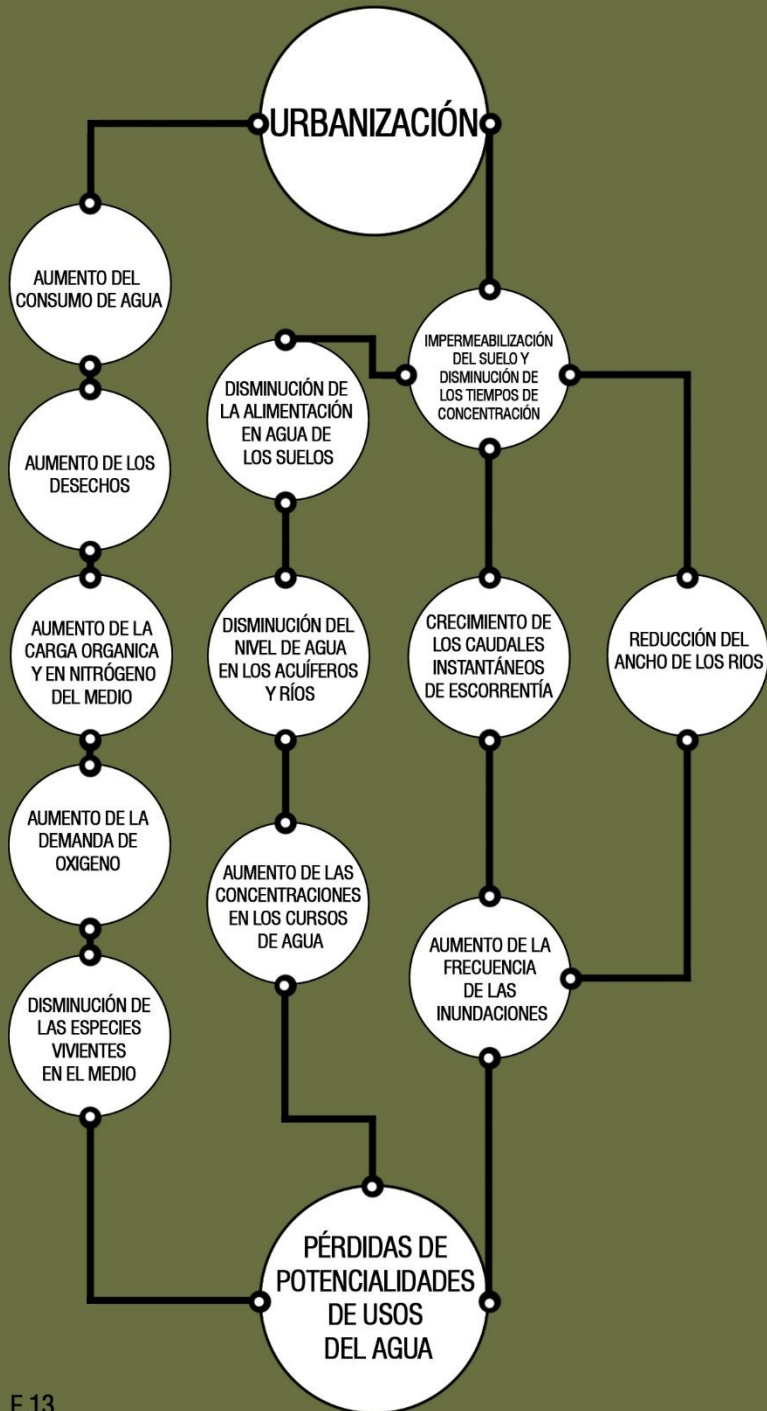 URBANIZACIÓN
AUMENTO DEL
CONSUMO DE AGUA
AUMENTO DE LOS
DESECHOS
AUMENTO DE LA
CARGA ORGANICA
Y EN NITRÓGENO
DEL MEDIO
AUMENTO DE LA
DEMANDA DE
OXIGENO
DISMINUCIÓN DE
LAS ESPECIES
VIVIENTES
EN EL MEDIO
IMPERMEABILIZACIÓN
DEL SUELO Y
DISMINUCIÓN DE
LOS TIEMPOS DE
CONCENTRACIÓN
DISMINUCIÓN DE
LA ALIMENTACIÓN
EN AGUA DE
LOS SUELOS
DISMINUCIÓN DEL
NIVEL DE AGUA
EN LOS ACUÍFEROS
Y RÍOS
AUMENTO DE LAS
CONCENTRACIONES
EN LOS CURSOS
DE AGUA
CRECIMIENTO DE
LOS CAUDALES
INSTANTÁNEOS
DE ESCORRENTÍA
REDUCCIÓN DEL
ANCHO DE LOS RIOS
AUMENTO DE LA
FRECUENCIA
DE LAS
INUNDACIONES
PÉRDIDAS DE
POTENCIALIDADES
DE USOS
DEL AGUA
F 13